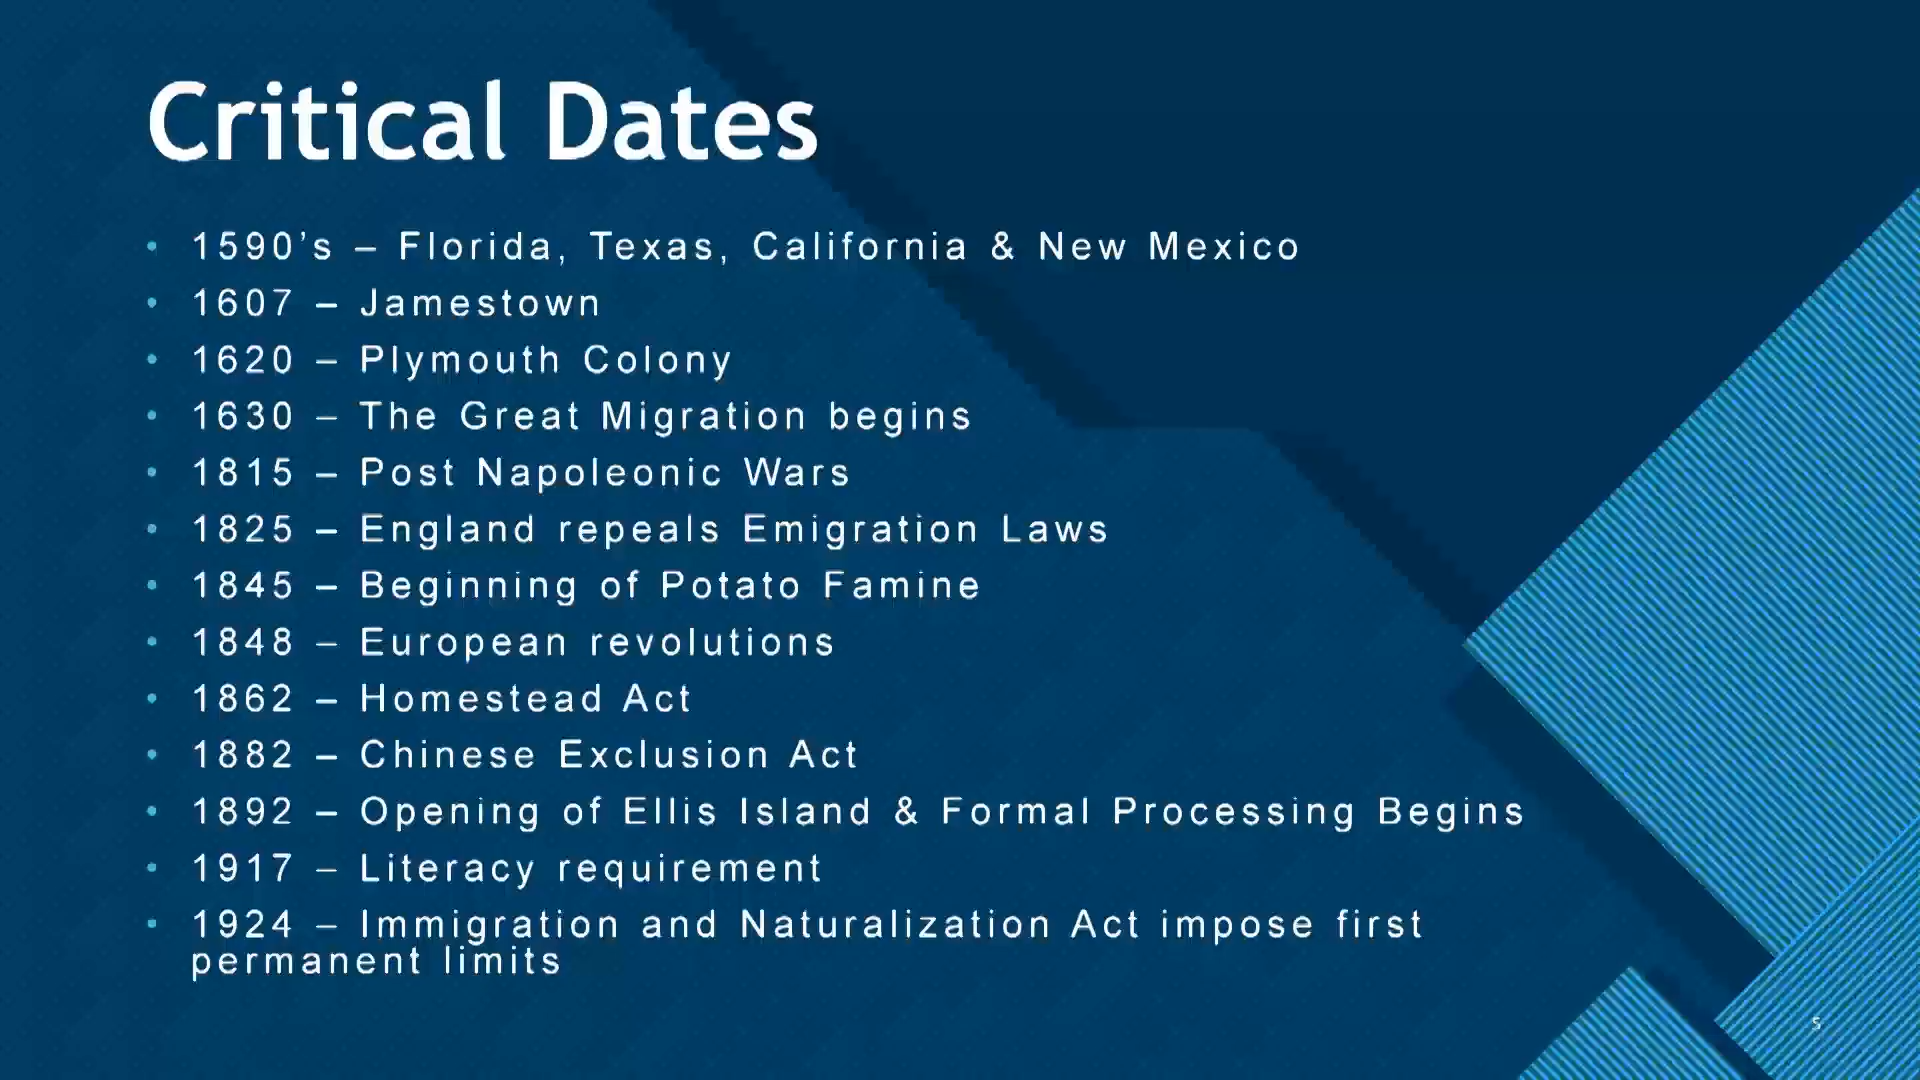 Critical Dates
• 1590's – Florida, Texas, California & New Mexico
• 1607 – Jamestown
• 1620 – Plymouth Colony
• 1630 – The Great Migration begins
• 1815 – Post Napoleonic Wars
• 1825 – England repeals Emigration Laws
• 1845 – Beginning of Potato Famine
• 1848 – European revolutions
• 1862 – Homestead Act
• 1882 – Chinese Exclusion Act
• 1892 – Opening of Ellis Island & Formal Processing Begins
• 1917 – Literacy requirement
• 1924 – Immigration and Naturalization Act impose first
permanent limits
5